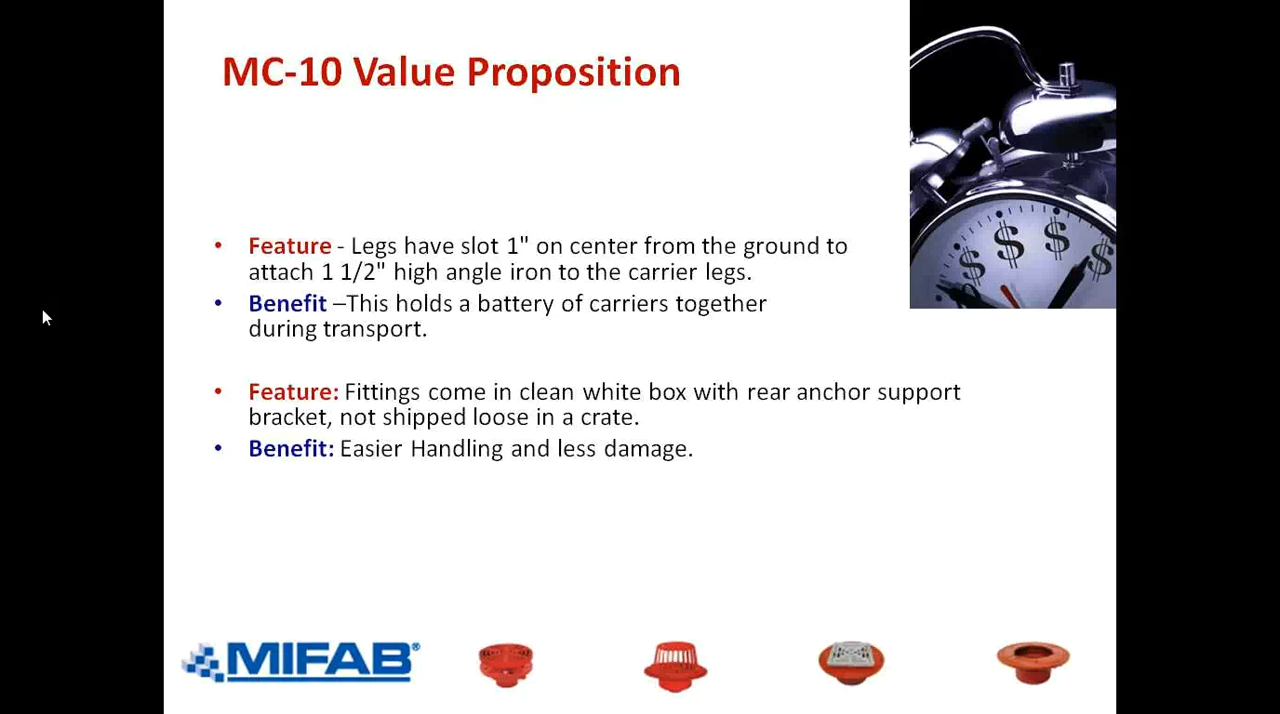 MC-10 Value Proposition
• Feature - Legs have slot 1" on center from the ground to
attach 1 1/2" high angle iron to the carrier legs.
• Benefit –This holds a battery of carriers together
during transport.
• Feature: Fittings come in clean white box with rear anchor support
bracket, not shipped loose in a crate.
• Benefit: Easier Handling and less damage.
$ $ $ $
MIFAB®